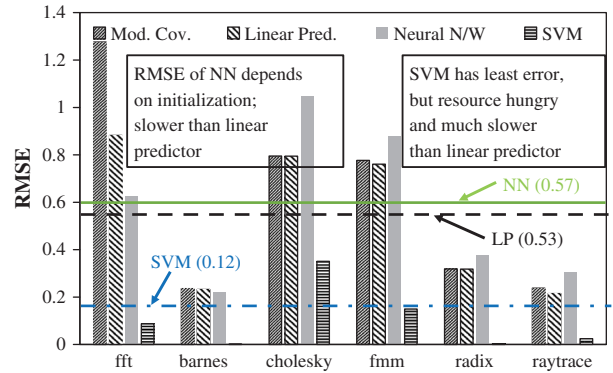 1.4
1.2
1
0.8
0.6
0.4
0.2
0
RMSE
Mod. Cov. Linear Pred. Neural N/W SVM
RMSE of NN depends
on initialization;
slower than linear
predictor
SVM has least error,
but resource hungry
and much slower
than linear predictor
NN (0.57)
LP (0.53)
SVM (0.12)
fft barnes cholesky fmm radix raytrace